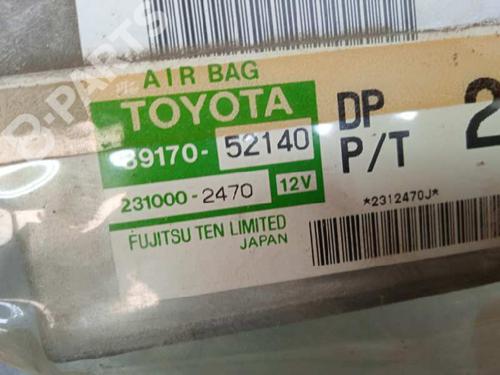 AIR BAG
TOYOTA
89170-52140
231000-2470 12V
FUJITSU TEN LIMITED
JAPAN
DP
P/T
2
*2312470J*
B-PARTS